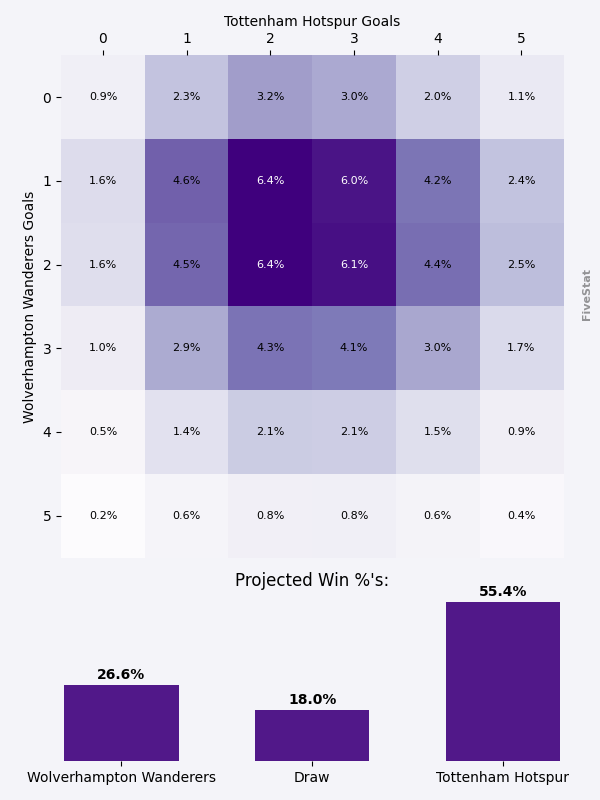 Tottenham Hotspur Goals
0 1 2 3 4 5
0 0.9% 2.3% 3.2% 3.0% 2.0% 1.1%
1 1.6% 4.6% 6.4% 6.0% 4.2% 2.4%
2 1.6% 4.5% 6.4% 6.1% 4.4% 2.5%
3 1.0% 2.9% 4.3% 4.1% 3.0% 1.7%
4 0.5% 1.4% 2.1% 2.1% 1.5% 0.9%
5 0.2% 0.6% 0.8% 0.8% 0.6% 0.4%
Wolverhampton Wanderers Goals
FiveStat
Projected Win %'s:
26.6% 18.0% 55.4%
Wolverhampton Wanderers Draw Tottenham Hotspur